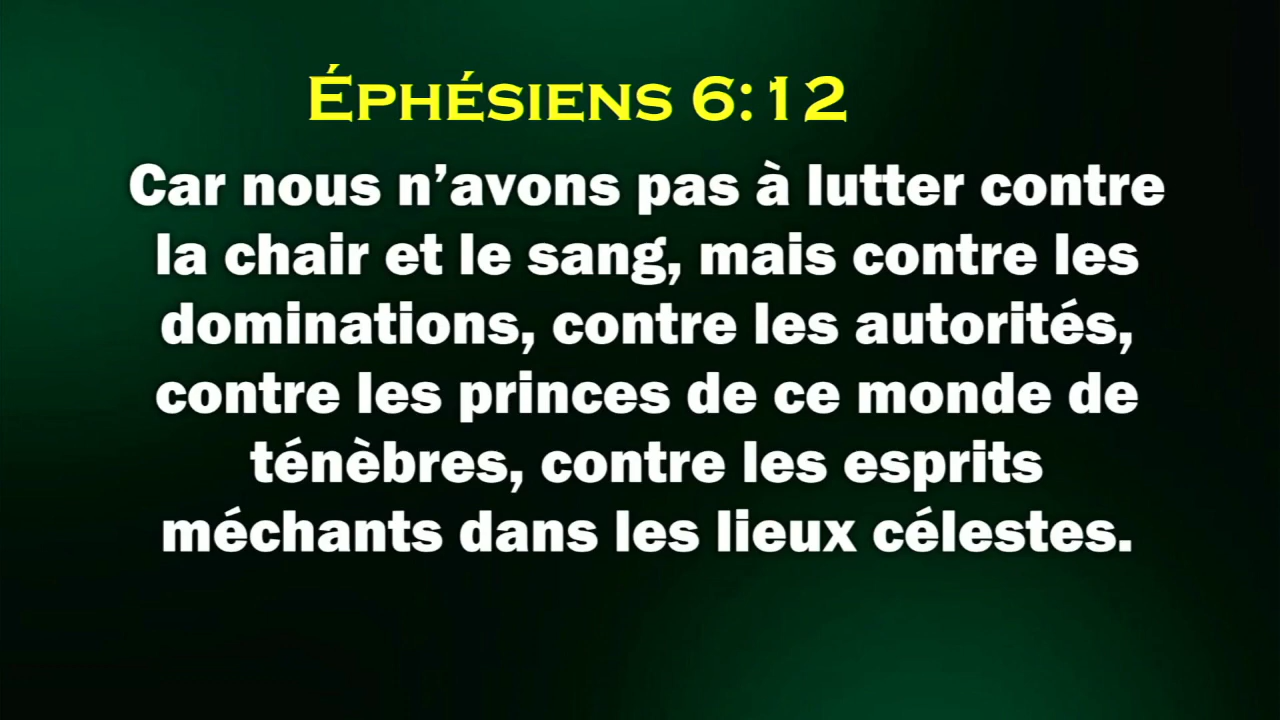 Éphésiens 6:12
Car nous n’avons pas à lutter contre
la chair et le sang, mais contre les
dominations, contre les autorités,
contre les princes de ce monde de
ténèbres, contre les esprits
méchants dans les lieux célestes.